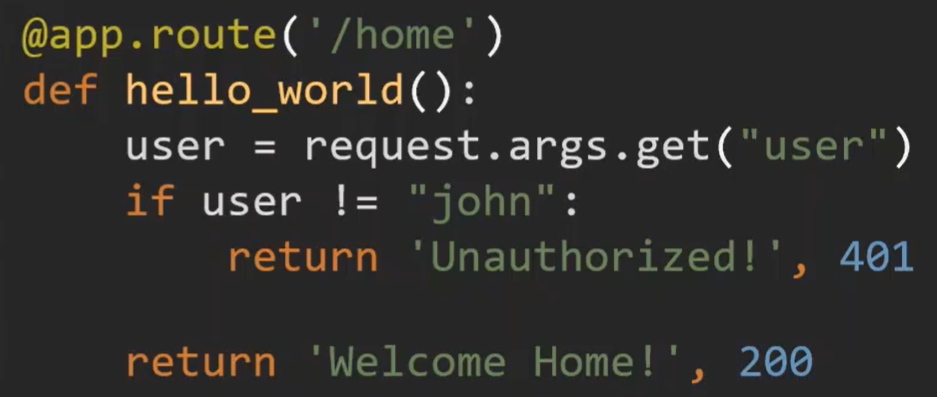 @app.route('/home')
def hello_world():
    user = request.args.get("user")
    if user != "john":
        return 'Unauthorized!', 401
    return 'Welcome Home!', 200